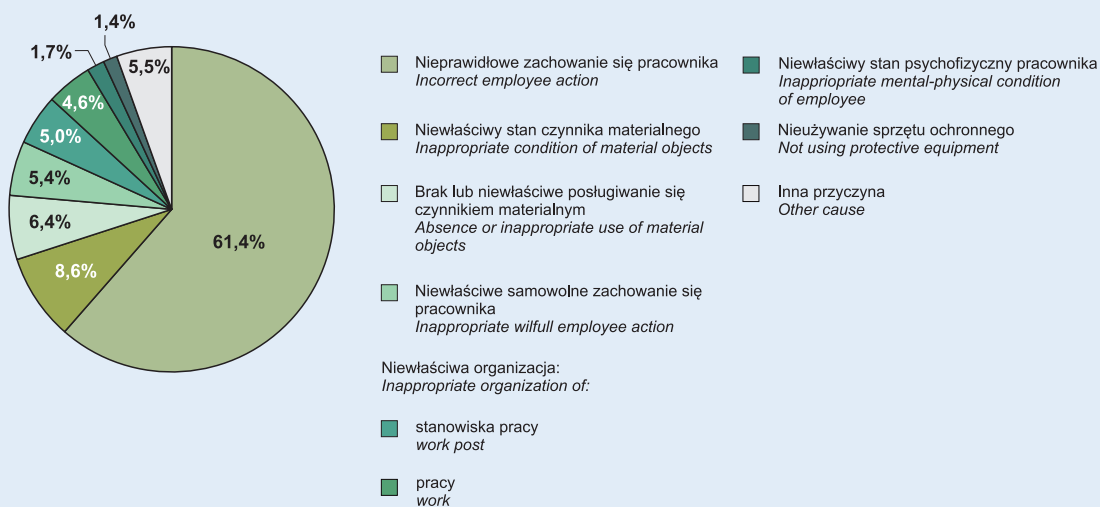 1,4%
1,7%
5,5%
4,6%
5,0%
5,4%
6,4%
8,6%
61,4%
Nieprawidłowe zachowanie się pracownika
Incorrect employee action
Niewłaściwy stan czynnika materialnego
Inappropriate condition of material objects
Brak lub niewłaściwe posługiwanie się
czynnikiem materialnym
Absence or inappropriate use of material
objects
Niewłaściwe samowolne zachowanie się
pracownika
Inappropriate wilfull employee action
Niewłaściwa organizacja:
Inappropriate organization of:
stanowiska pracy
work post
pracy
work
Niewłaściwy stan psychofizyczny pracownika
Inappriopriate mental-physical condition
of employee
Nieużywanie sprzętu ochronnego
Not using protective equipment
Inna przyczyna
Other cause